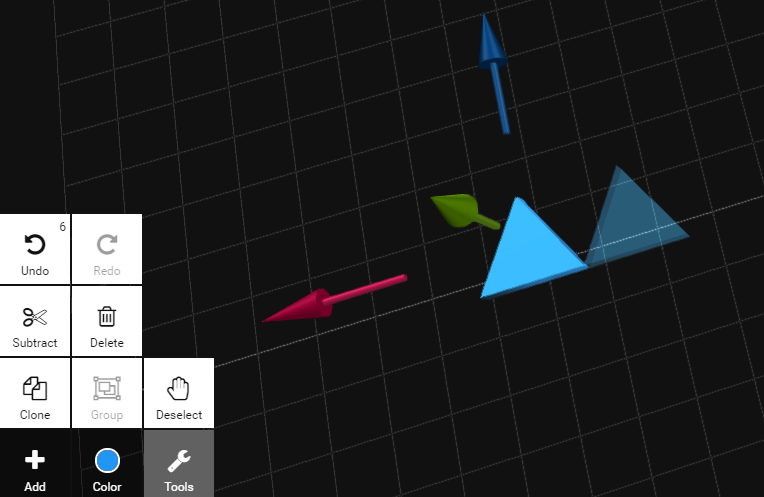 6
Undo
Redo
Subtract
Delete
Clone
Group
Deselect
Add
Color
Tools